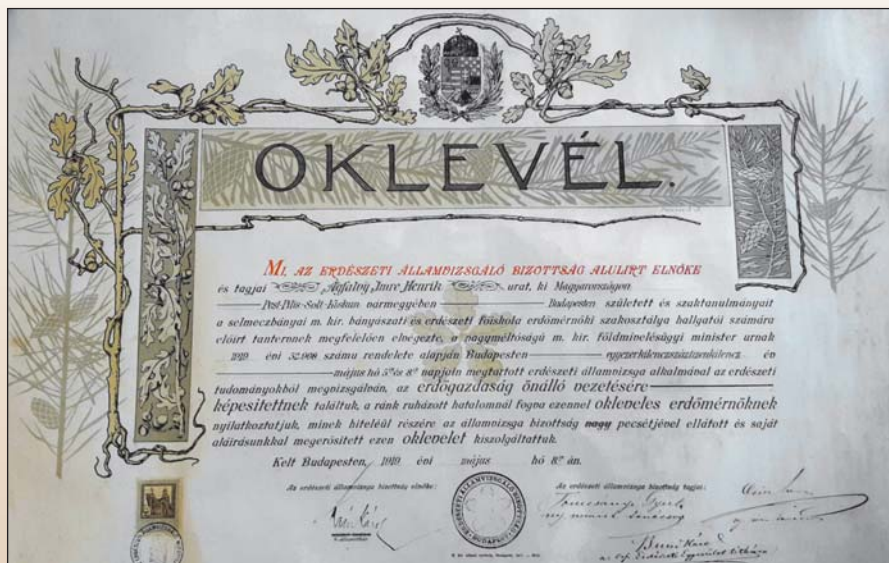 OKLEVÉL.
MI, AZ ERDÉSZETI ÁLLAMVIZSGÁLÓ BIZOTTSÁG ALULIRT ELNÖKE
és tagjai Imre Henrik urat, ki Magyarországon
Pest-Pilis-Solt-Kiskun vármegyében Budapesten született és szaktanulmányait
a selmeczbányai m. kir. bányászati és erdészeti főiskola erdőmérnöki szakosztálya hallgatói számára
előirt tantervnek megfelelően elvégezte, a nagyméltóságú m. kir. földmivelésügyi minister urnak
1919 évi számu rendelete alapján Budapesten egyezerkilenczszáztizenkilencz év
május hó 5 és 8 napjain megtartott erdészeti államvizsga alkalmával az erdészeti
tudományokból megvizsgálván, az erdőgazdaság önálló vezetésére
képesitettnek találtuk, a ránk ruházott hatalomnál fogva ezennel okleveles erdőmérnöknek
nyilatkoztatjuk, minek hiteléül részére az államvizsga bizottság nagy pecsétjével ellátott és saját
aláirásunkkal megerősitett ezen oklevelet kiszolgáltattuk.
Kelt Budapesten, 1919 évi május hó 8 án.
Az erdészeti államvizsga bizottság elnöke:
Az erdészeti államvizsga bizottság tagjai:
ERDÉSZETI ÁLLAMVIZSGÁLÓ BIZOTTSÁG BUDAPEST